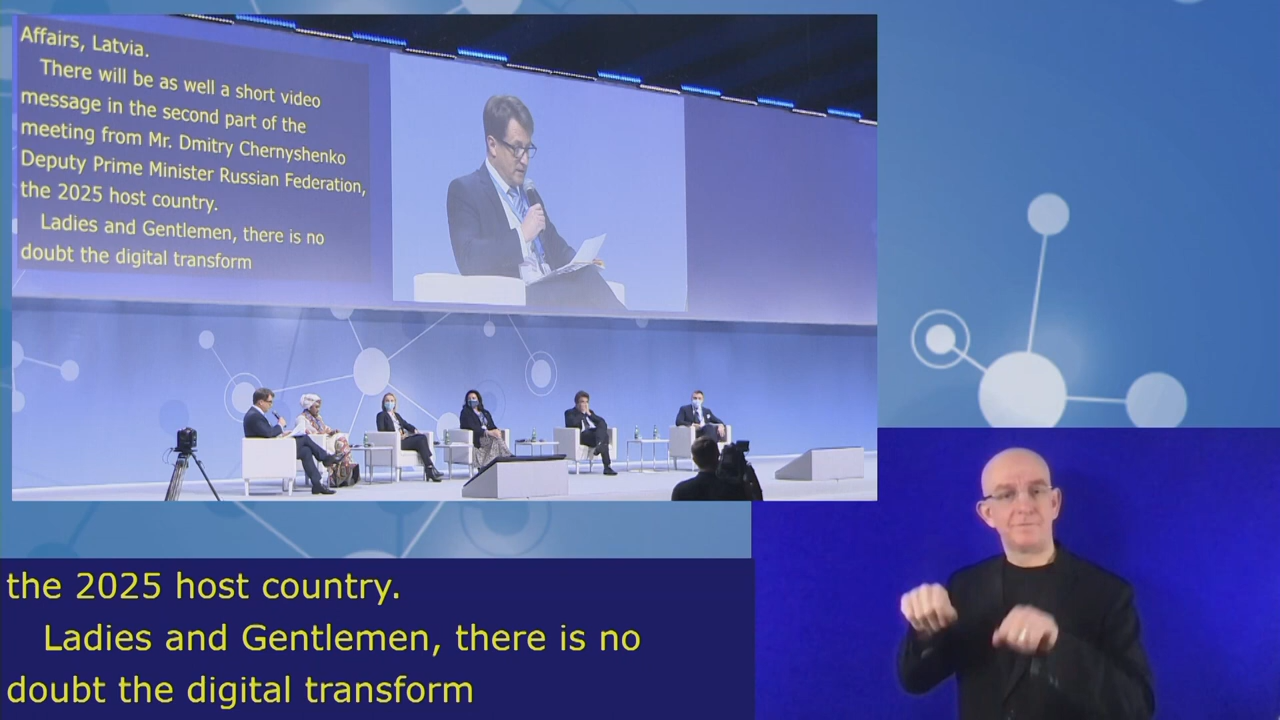 Affairs, Latvia.
There will be as well a short video
message in the second part of the
meeting from Mr. Dmitry Chernyshenko
Deputy Prime Minister Russian Federation,
the 2025 host country.
Ladies and Gentlemen, there is no
doubt the digital transform
the 2025 host country.
Ladies and Gentlemen, there is no
doubt the digital transform